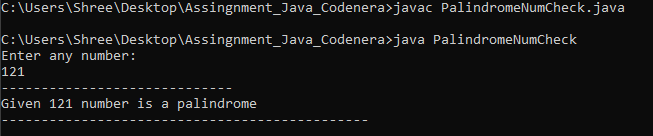 C:\Users\Shree\Desktop\Assingnment_Java_Codenera>javac PalindromeNumCheck.java
C:\Users\Shree\Desktop\Assingnment_Java_Codenera>java PalindromeNumCheck
Enter any number:
121
-----------------------------
Given 121 number is a palindrome
----------------------------------------------